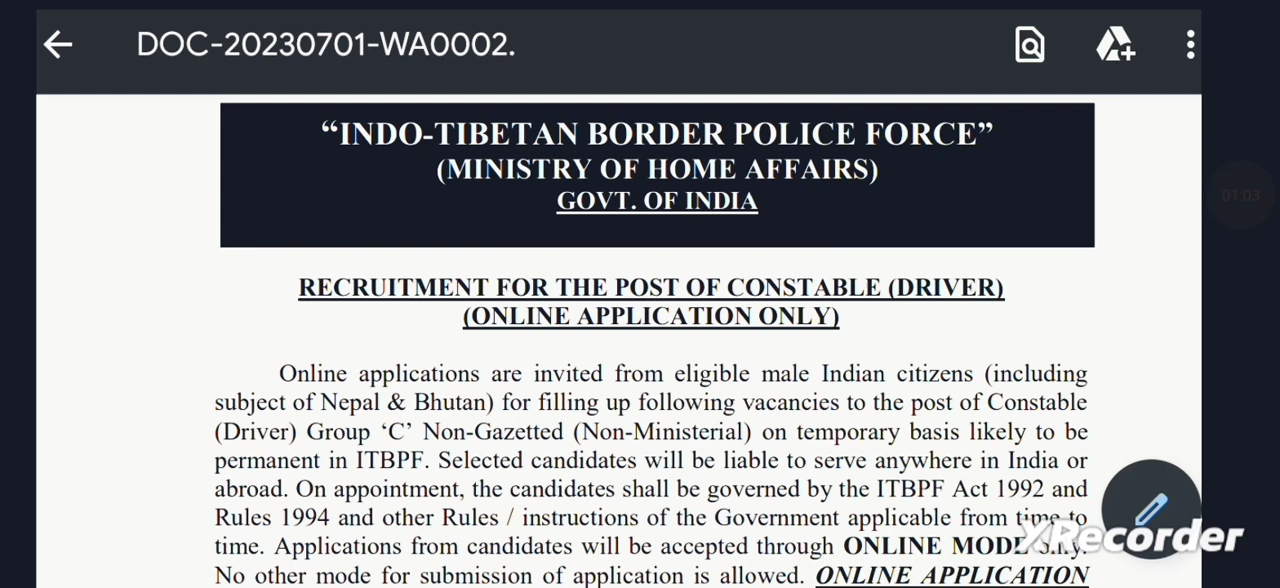 DOC-20230701-WA0002.
“INDO-TIBETAN BORDER POLICE FORCE”
(MINISTRY OF HOME AFFAIRS)
GOVT. OF INDIA
01:03
RECRUITMENT FOR THE POST OF CONSTABLE (DRIVER)
(ONLINE APPLICATION ONLY)
Online applications are invited from eligible male Indian citizens (including
subject of Nepal & Bhutan) for filling up following vacancies to the post of Constable
(Driver) Group ‘C’ Non-Gazetted (Non-Ministerial) on temporary basis likely to be
permanent in ITBPF. Selected candidates will be liable to serve anywhere in India or
abroad. On appointment, the candidates shall be governed by the ITBPF Act 1992 and
Rules 1994 and other Rules / instructions of the Government applicable from time to
time. Applications from candidates will be accepted through ONLINE MODE only.
XRecorder
No other mode for submission of application is allowed. ONLINE APPLICATION